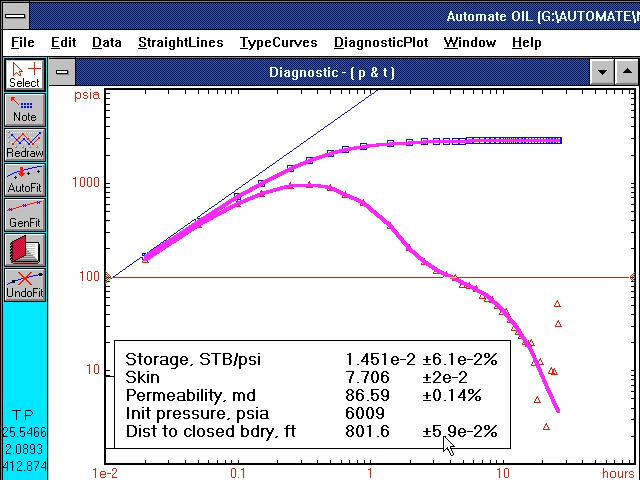 Automate OIL (G:\AUTOMATE\
File Edit Data StraightLines TypeCurves DiagnosticPlot Window Help
Diagnostic - ( p & t )
Select
Note
Redraw
AutoFit
GenFit
UndoFit
TP
25.5466
2.0893
412.874
psia
1000
100
10
Storage, STB/psi 1.451e-2 ±6.1e-2%
Skin 7.706 ±2e-2
Permeability, md 86.59 ±0.14%
Init pressure, psia 6009
Dist to closed bdry, ft 801.6 ±5.9e-2%
1e-2 0.1 1 10 hours